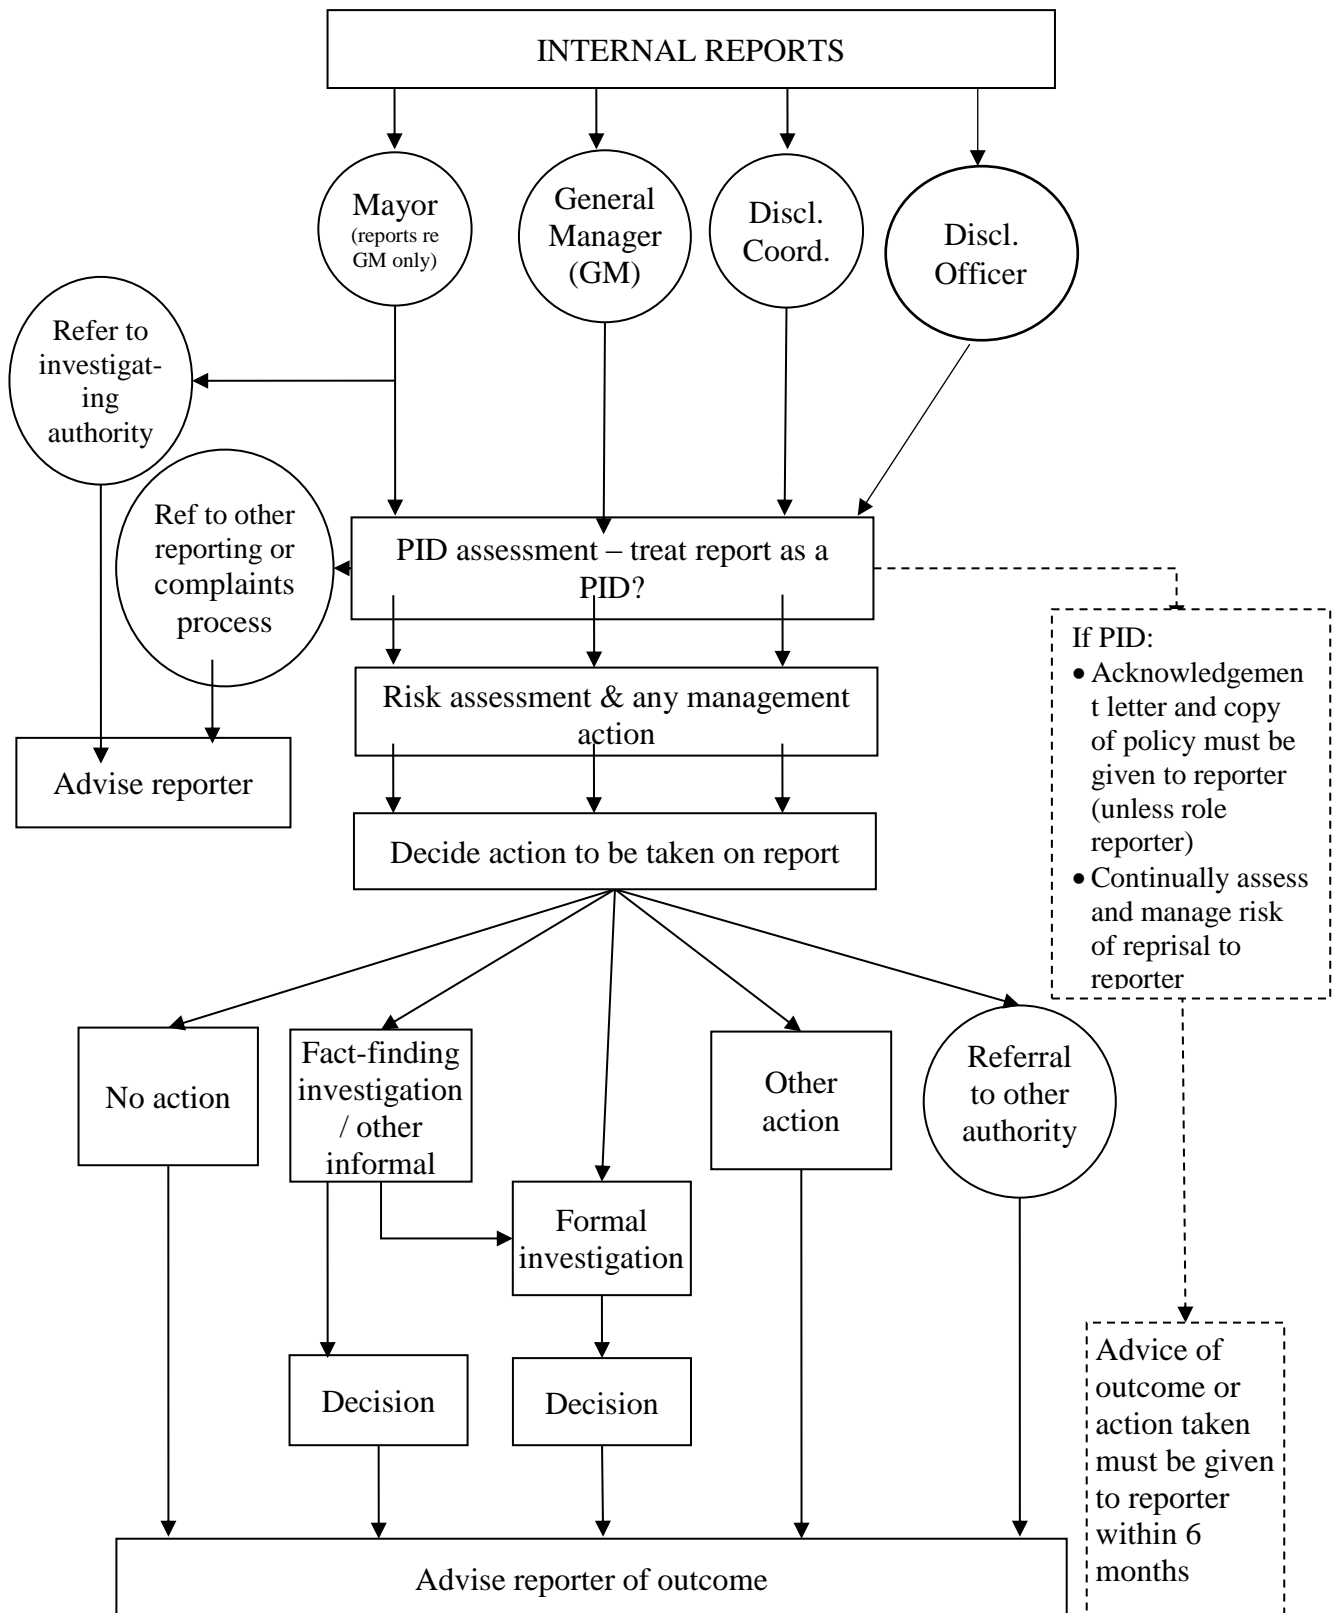 INTERNAL REPORTS
Mayor
(reports re
GM only)
General
Manager
(GM)
Discl.
Coord.
Discl.
Officer
Refer to
investigat-
ing
authority
Ref to other
reporting or
complaints
process
PID assessment – treat report as a
PID?
If PID:
• Acknowledgemen
t letter and copy
of policy must be
given to reporter
(unless role
reporter)
• Continually assess
and manage risk
of reprisal to
reporter
Risk assessment & any management
action
Advise reporter
Decide action to be taken on report
No action
Fact-finding
investigation
/ other
informal
Other
action
Referral
to other
authority
Formal
investigation
Decision
Decision
Advice of
outcome or
action taken
must be given
to reporter
within 6
months
Advise reporter of outcome